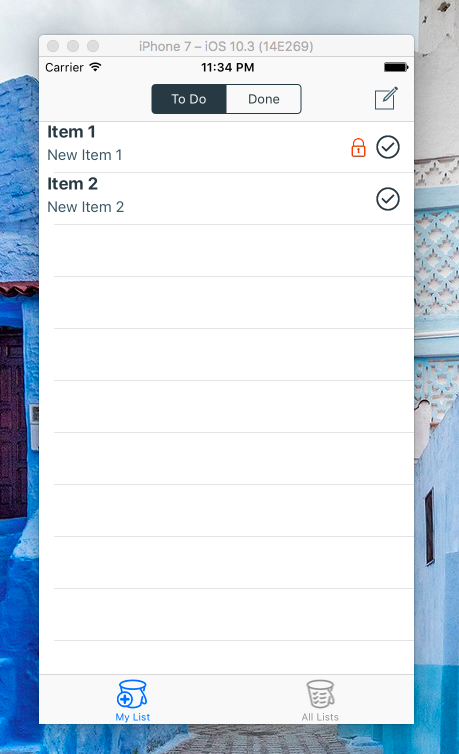 iPhone 7 – iOS 10.3 (14E269)
Carrier 11:34 PM
To Do Done
Item 1
New Item 1
Item 2
New Item 2
My List All Lists